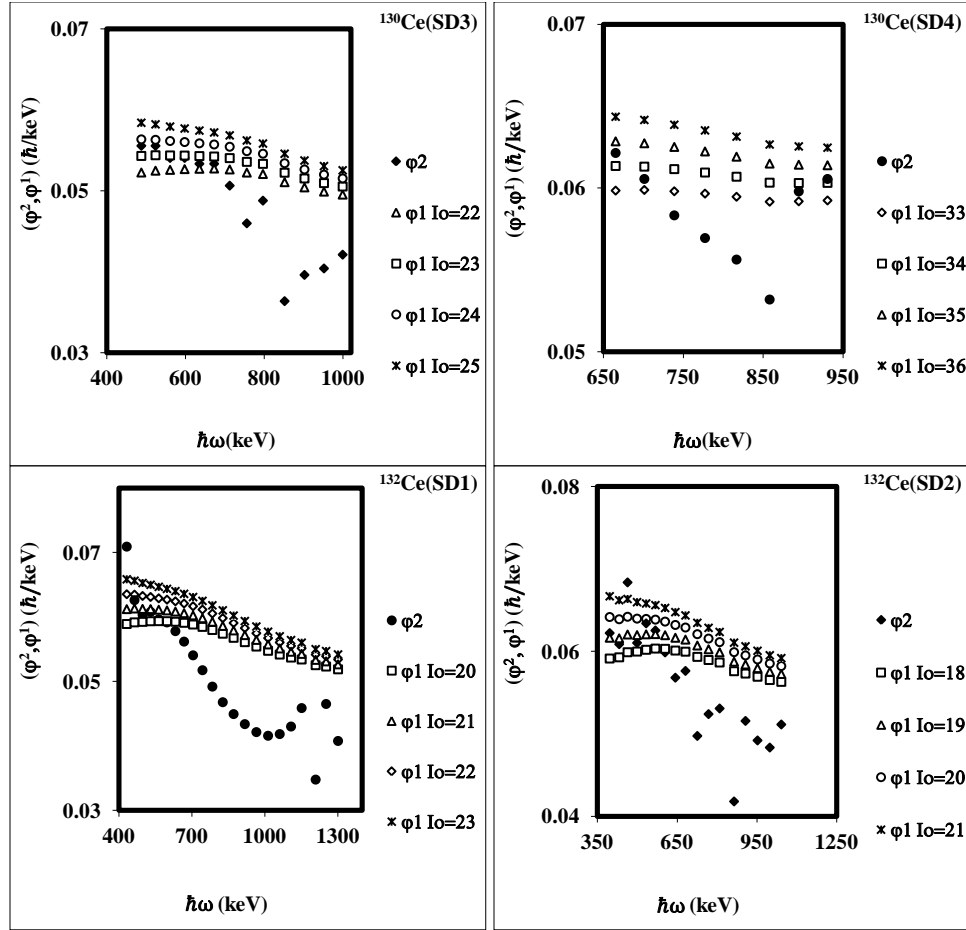 ¹³⁰Ce(SD3)
0.07
0.05
0.03
400 600 800 1000
(φ²,φ¹) (ℏ/keV)
ℏω(keV)
φ2
φ1 Io=22
φ1 Io=23
φ1 Io=24
φ1 Io=25
¹³⁰Ce(SD4)
0.07
0.06
0.05
650 750 850 950
(φ²,φ¹) (ℏ/keV)
ℏω(keV)
φ2
φ1 Io=33
φ1 Io=34
φ1 Io=35
φ1 Io=36
¹³²Ce(SD1)
0.07
0.05
0.03
400 700 1000 1300
(φ²,φ¹) (ℏ/keV)
ℏω (keV)
φ2
φ1 Io=20
φ1 Io=21
φ1 Io=22
φ1 Io=23
¹³²Ce(SD2)
0.08
0.06
0.04
350 650 950 1250
(φ², φ¹) (ℏ/keV)
ℏω (keV)
φ2
φ1 Io=18
φ1 Io=19
φ1 Io=20
φ1 Io=21